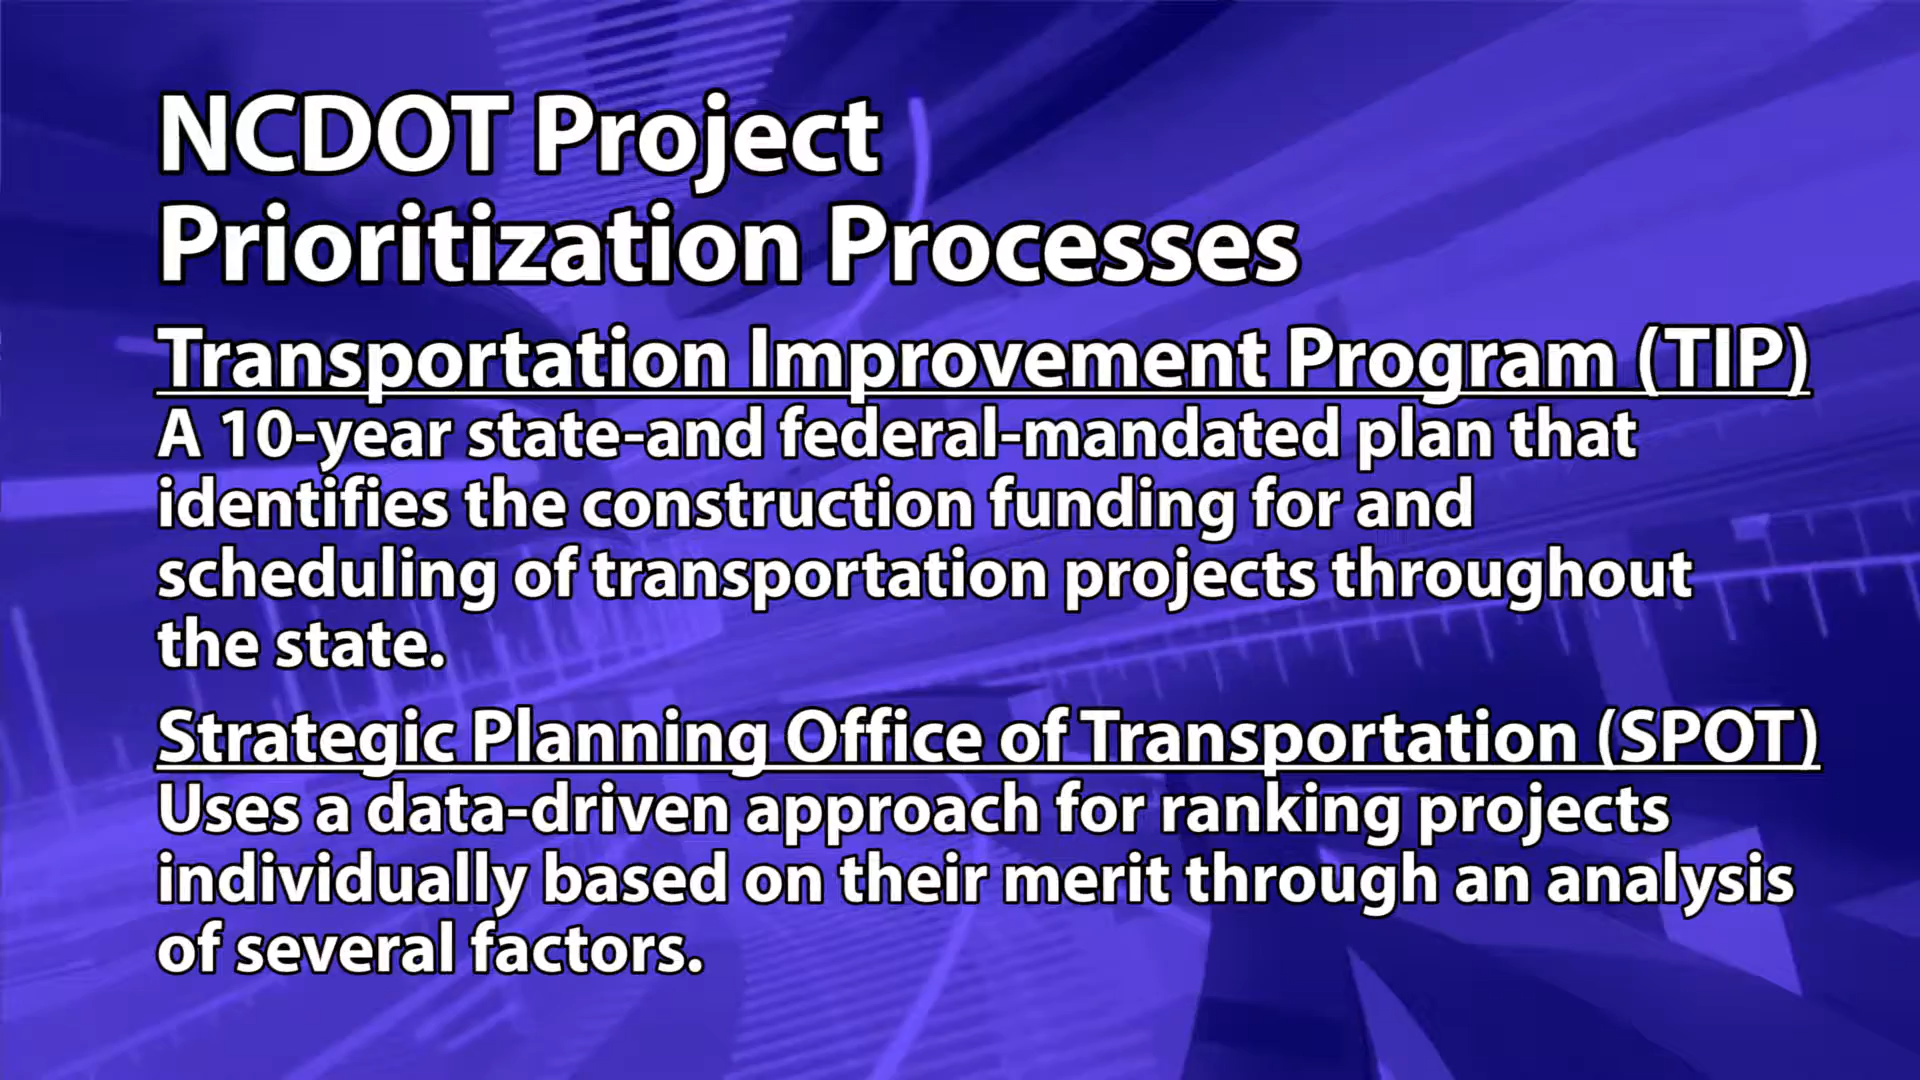 NCDOT Project
Prioritization Processes
Transportation Improvement Program (TIP)
A 10-year state-and federal-mandated plan that
identifies the construction funding for and
scheduling of transportation projects throughout
the state.
Strategic Planning Office of Transportation (SPOT)
Uses a data-driven approach for ranking projects
individually based on their merit through an analysis
of several factors.